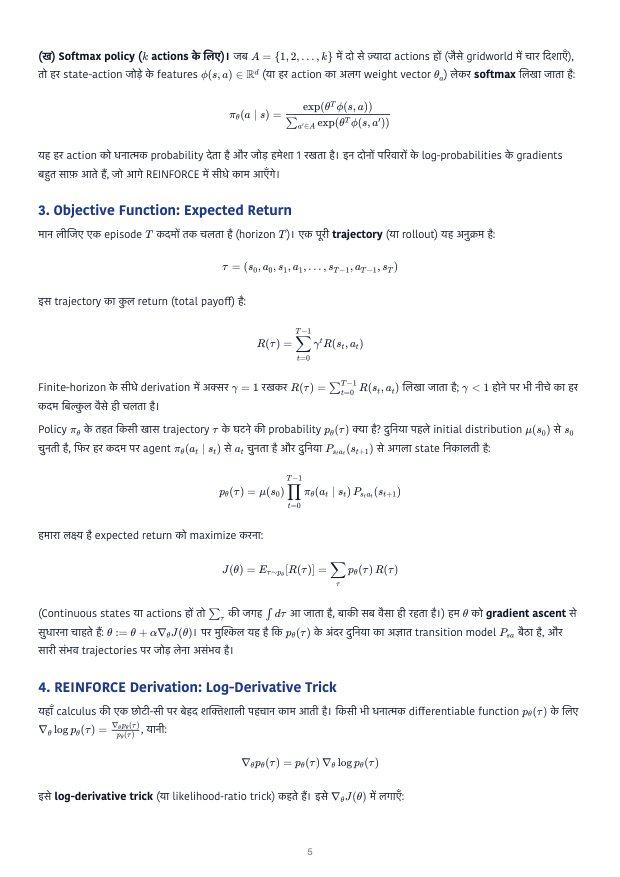 (ख) Softmax policy (k actions के लिए)। जब A = {1, 2, . . . , k} में दो से ज़्यादा actions हों (जैसे gridworld में चार दिशाएँ),
तो हर state-action जोड़े के features ϕ(s, a) ∈ ℝ^d (या हर action का अलग weight vector θ_a) लेकर softmax लिखा जाता है:
π_θ(a ∣ s) = exp(θ^T ϕ(s, a)) / ∑_{a′∈A} exp(θ^T ϕ(s, a′))
यह हर action को धनात्मक probability देता है और जोड़ हमेशा 1 रखता है। इन दोनों परिवारों के log-probabilities के gradients
बहुत साफ़ आते हैं, जो आगे REINFORCE में सीधे काम आएँगे।
3. Objective Function: Expected Return
मान लीजिए एक episode T कदमों तक चलता है (horizon T)। एक पूरी trajectory (या rollout) यह अनुक्रम है:
τ = (s_0, a_0, s_1, a_1, . . . , s_{T−1}, a_{T−1}, s_T)
इस trajectory का कुल return (total payoff) है:
R(τ) = ∑_{t=0}^{T−1} γ^t R(s_t, a_t)
Finite-horizon के सीधे derivation में अक्सर γ = 1 रखकर R(τ) = ∑_{t=0}^{T−1} R(s_t, a_t) लिखा जाता है; γ < 1 होने पर भी नीचे का हर
कदम बिल्कुल वैसे ही चलता है।
Policy π_θ के तहत किसी खास trajectory τ के घटने की probability p_θ(τ) क्या है? दुनिया पहले initial distribution μ(s_0) से s_0
चुनती है, फिर हर कदम पर agent π_θ(a_t ∣ s_t) से a_t चुनता है और दुनिया P_{s_t a_t}(s_{t+1}) से अगला state निकालती है:
p_θ(τ) = μ(s_0) ∏_{t=0}^{T−1} π_θ(a_t ∣ s_t) P_{s_t a_t}(s_{t+1})
हमारा लक्ष्य है expected return को maximize करना:
J(θ) = E_{τ∼p_θ}[R(τ)] = ∑_τ p_θ(τ) R(τ)
(Continuous states या actions हों तो ∑_τ की जगह ∫ dτ आ जाता है, बाकी सब वैसा ही रहता है।) हम θ को gradient ascent से
सुधारना चाहते हैं: θ := θ + α∇_θ J(θ)। पर मुश्किल यह है कि p_θ(τ) के अंदर दुनिया का अज्ञात transition model P_{sa} बैठा है, और
सारी संभव trajectories पर जोड़ लेना असंभव है।
4. REINFORCE Derivation: Log-Derivative Trick
यहाँ calculus की एक छोटी-सी पर बेहद शक्तिशाली पहचान काम आती है। किसी भी धनात्मक differentiable function p_θ(τ) के लिए
∇_θ log p_θ(τ) = ∇_θ p_θ(τ) / p_θ(τ), यानी:
∇_θ p_θ(τ) = p_θ(τ) ∇_θ log p_θ(τ)
इसे log-derivative trick (या likelihood-ratio trick) कहते हैं। इसे ∇_θ J(θ) में लगाएँ:
5